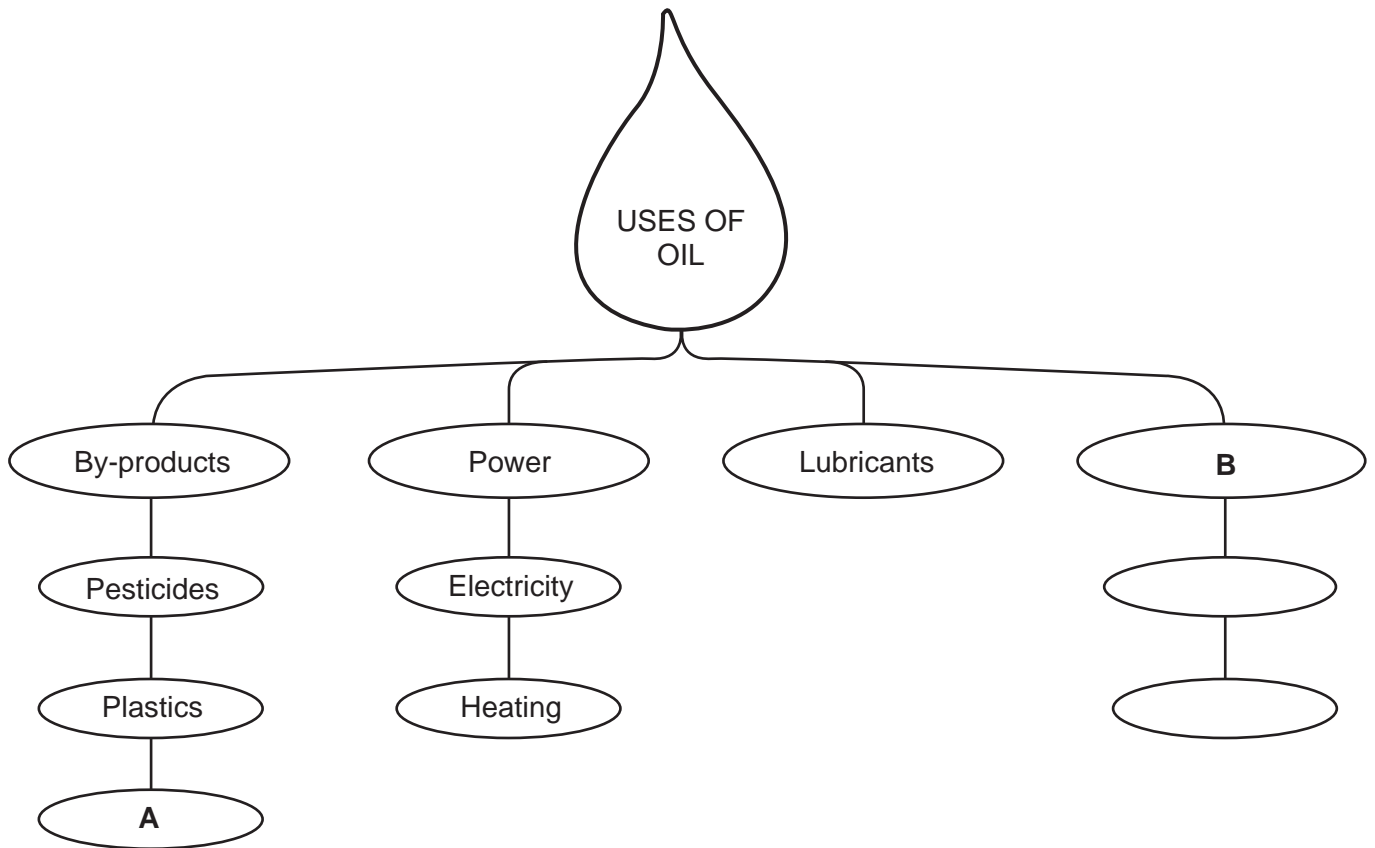 USES OF
OIL
By-products
Power
Lubricants
B
Pesticides
Electricity
Plastics
Heating
A